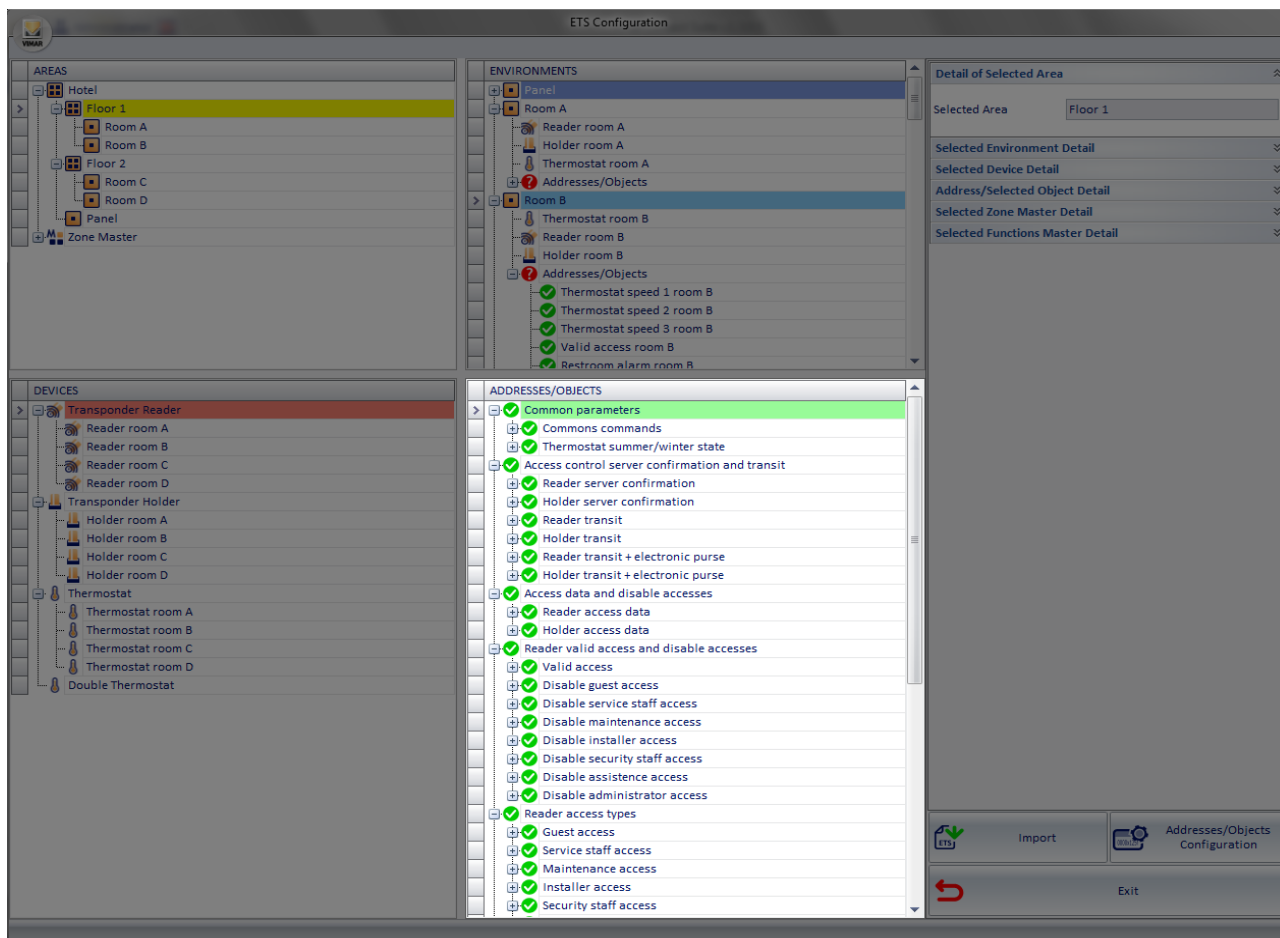 ETS Configuration
VIMAR
AREAS
Hotel
Floor 1
Room A
Room B
Floor 2
Room C
Room D
Panel
Zone Master
ENVIRONMENTS
Panel
Room A
Reader room A
Holder room A
Thermostat room A
Addresses/Objects
Room B
Thermostat room B
Reader room B
Holder room B
Addresses/Objects
Thermostat speed 1 room B
Thermostat speed 2 room B
Thermostat speed 3 room B
Valid access room B
Restroom alarm room B
Detail of Selected Area
Selected Area Floor 1
Selected Environment Detail
Selected Device Detail
Address/Selected Object Detail
Selected Zone Master Detail
Selected Functions Master Detail
DEVICES
Transponder Reader
Reader room A
Reader room B
Reader room C
Reader room D
Transponder Holder
Holder room A
Holder room B
Holder room C
Holder room D
Thermostat
Thermostat room A
Thermostat room B
Thermostat room C
Thermostat room D
Double Thermostat
ADDRESSES/OBJECTS
Common parameters
Commons commands
Thermostat summer/winter state
Access control server confirmation and transit
Reader server confirmation
Holder server confirmation
Reader transit
Holder transit
Reader transit + electronic purse
Holder transit + electronic purse
Access data and disable accesses
Reader access data
Holder access data
Reader valid access and disable accesses
Valid access
Disable guest access
Disable service staff access
Disable maintenance access
Disable installer access
Disable security staff access
Disable assistence access
Disable administrator access
Reader access types
Guest access
Service staff access
Maintenance access
Installer access
Security staff access
ETS
Import
Addresses/Objects
Configuration
Exit